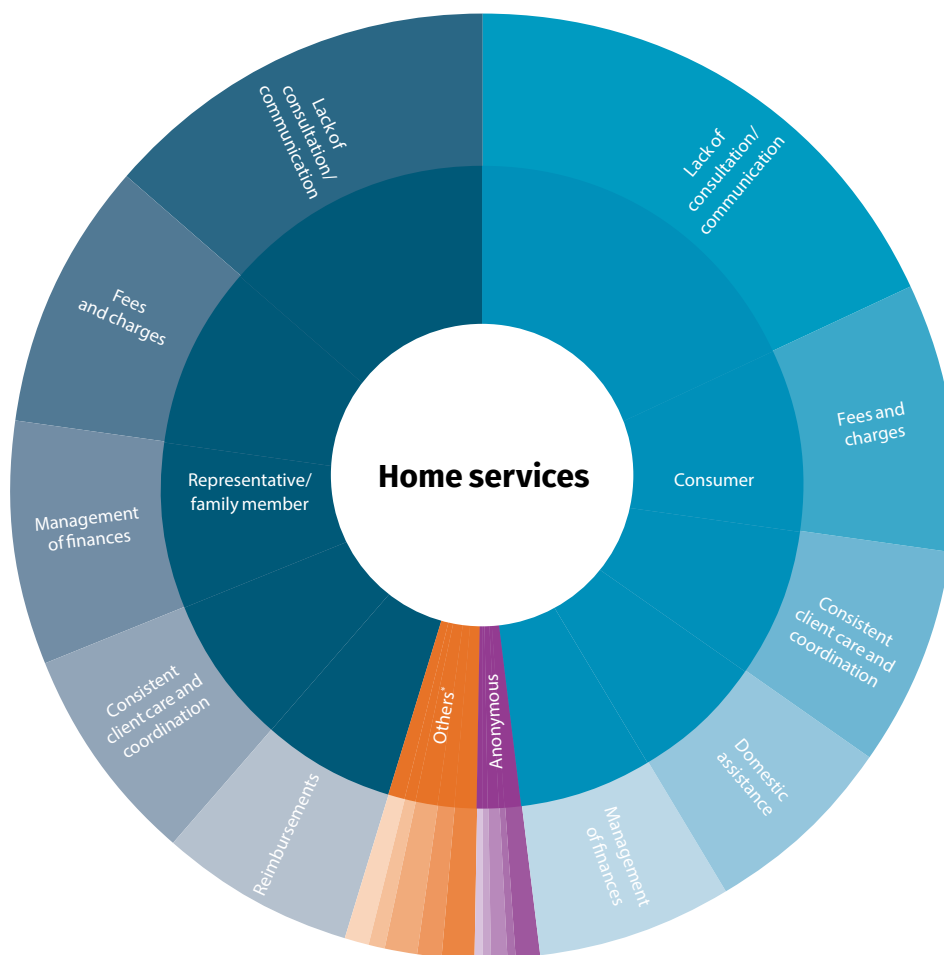 Home services
Consumer
Lack of
consultation/
communication
Fees and
charges
Consistent
client care and
coordination
Domestic
assistance
Management
of finances
Anonymous
Others*
Representative/
family member
Reimbursements
Consistent
client care and
coordination
Management
of finances
Fees
and charges
Lack of
consultation/
communication